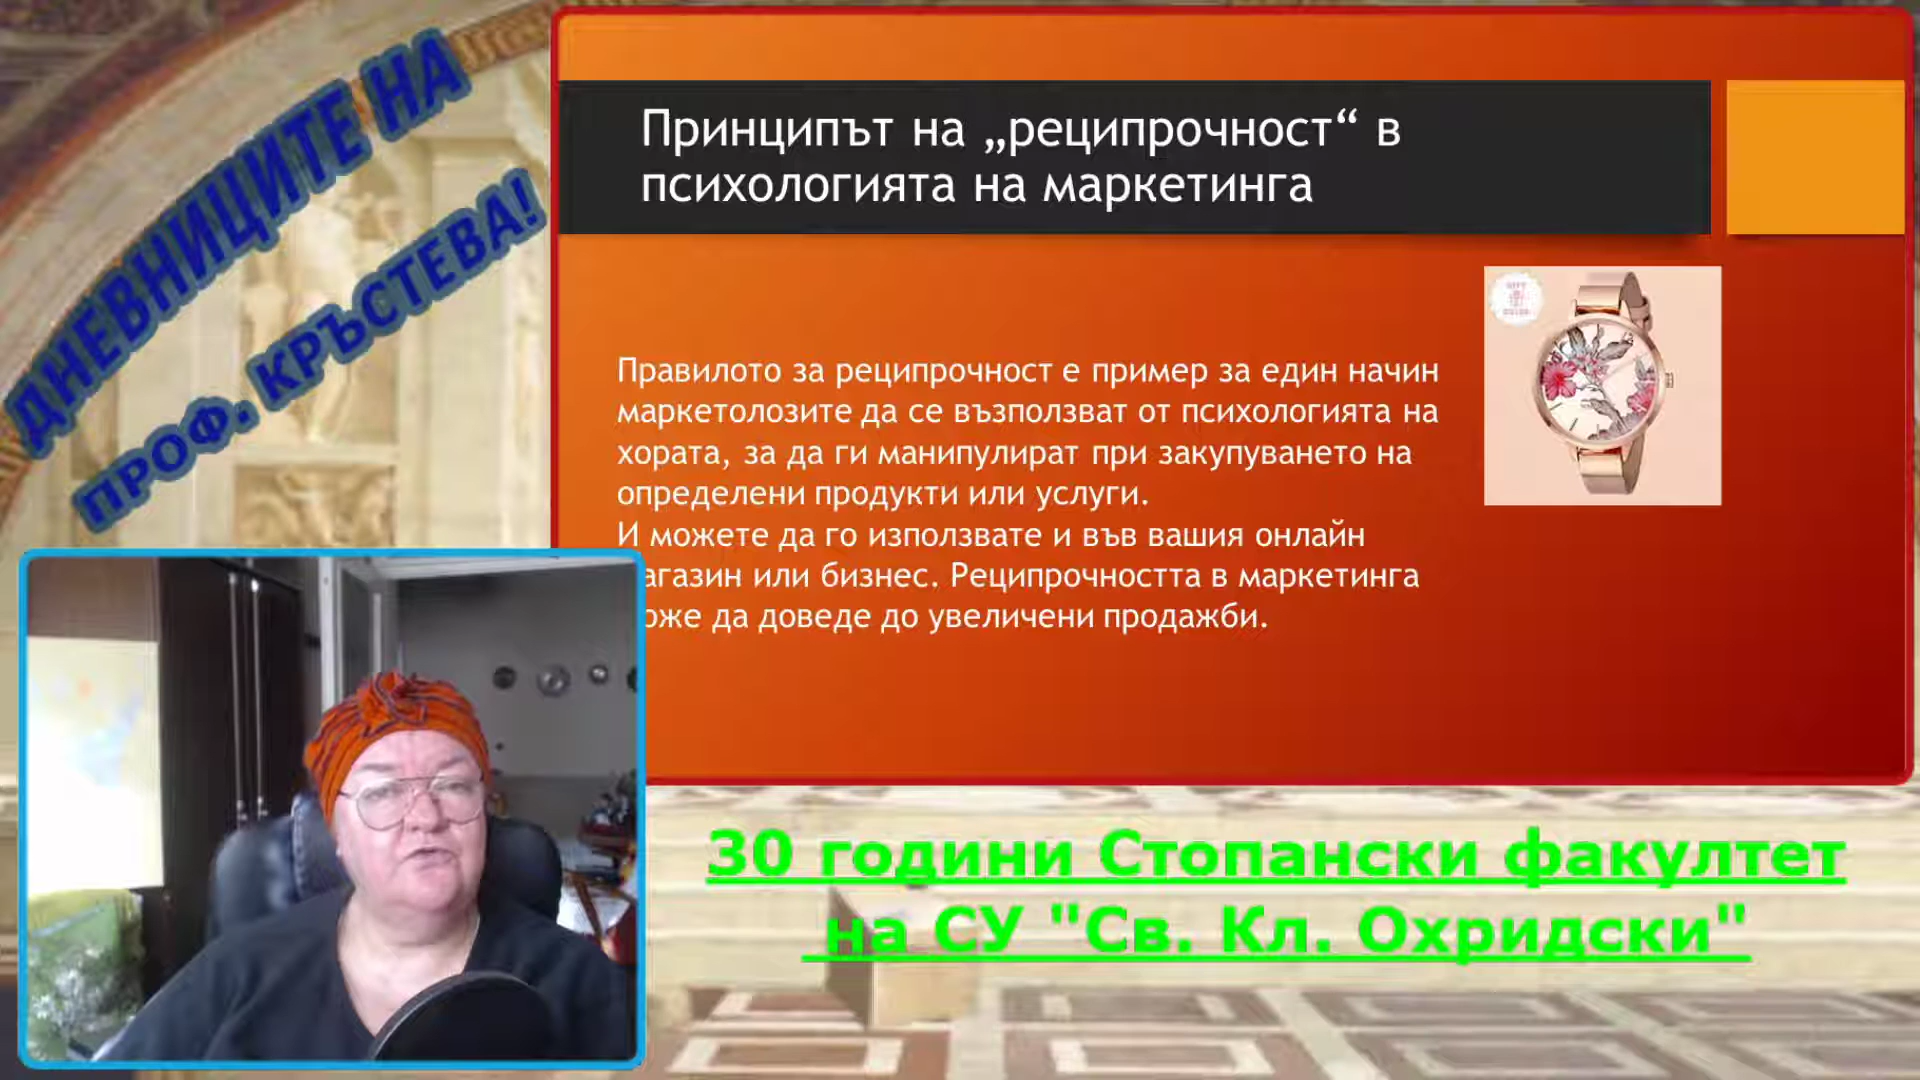 ДНЕВНИЦИТЕ НА
ПРОФ. КРЪСТЕВА!
Принципът на „реципрочност“ в
психологията на маркетинга
Правилото за реципрочност е пример за един начин
маркетолозите да се възползват от психологията на
хората, за да ги манипулират при закупуването на
определени продукти или услуги.
И можете да го използвате и във вашия онлайн
агазин или бизнес. Реципрочността в маркетинга
оже да доведе до увеличени продажби.
30 години Стопански факултет
на СУ "Св. Кл. Охридски"